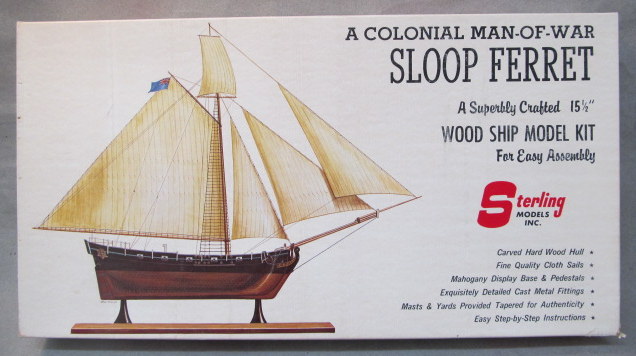 A COLONIAL MAN-OF-WAR
SLOOP FERRET
A Superbly Crafted 15½"
WOOD SHIP MODEL KIT
For Easy Assembly
Sterling
MODELS
INC.
Carved Hard Wood Hull ★
Fine Quality Cloth Sails ★
Mahogany Display Base & Pedestals ★
Exquisitely Detailed Cast Metal Fittings ★
Masts & Yards Provided Tapered for Authenticity ★
Easy Step-by-Step Instructions ★